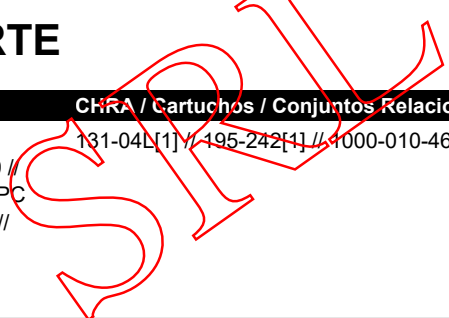 RTE
CHRA / Cartuchos / Conjuntos Relacio
131-04L[1] // 195-242[1] // 1000-010-46
//
PC
//
SRL